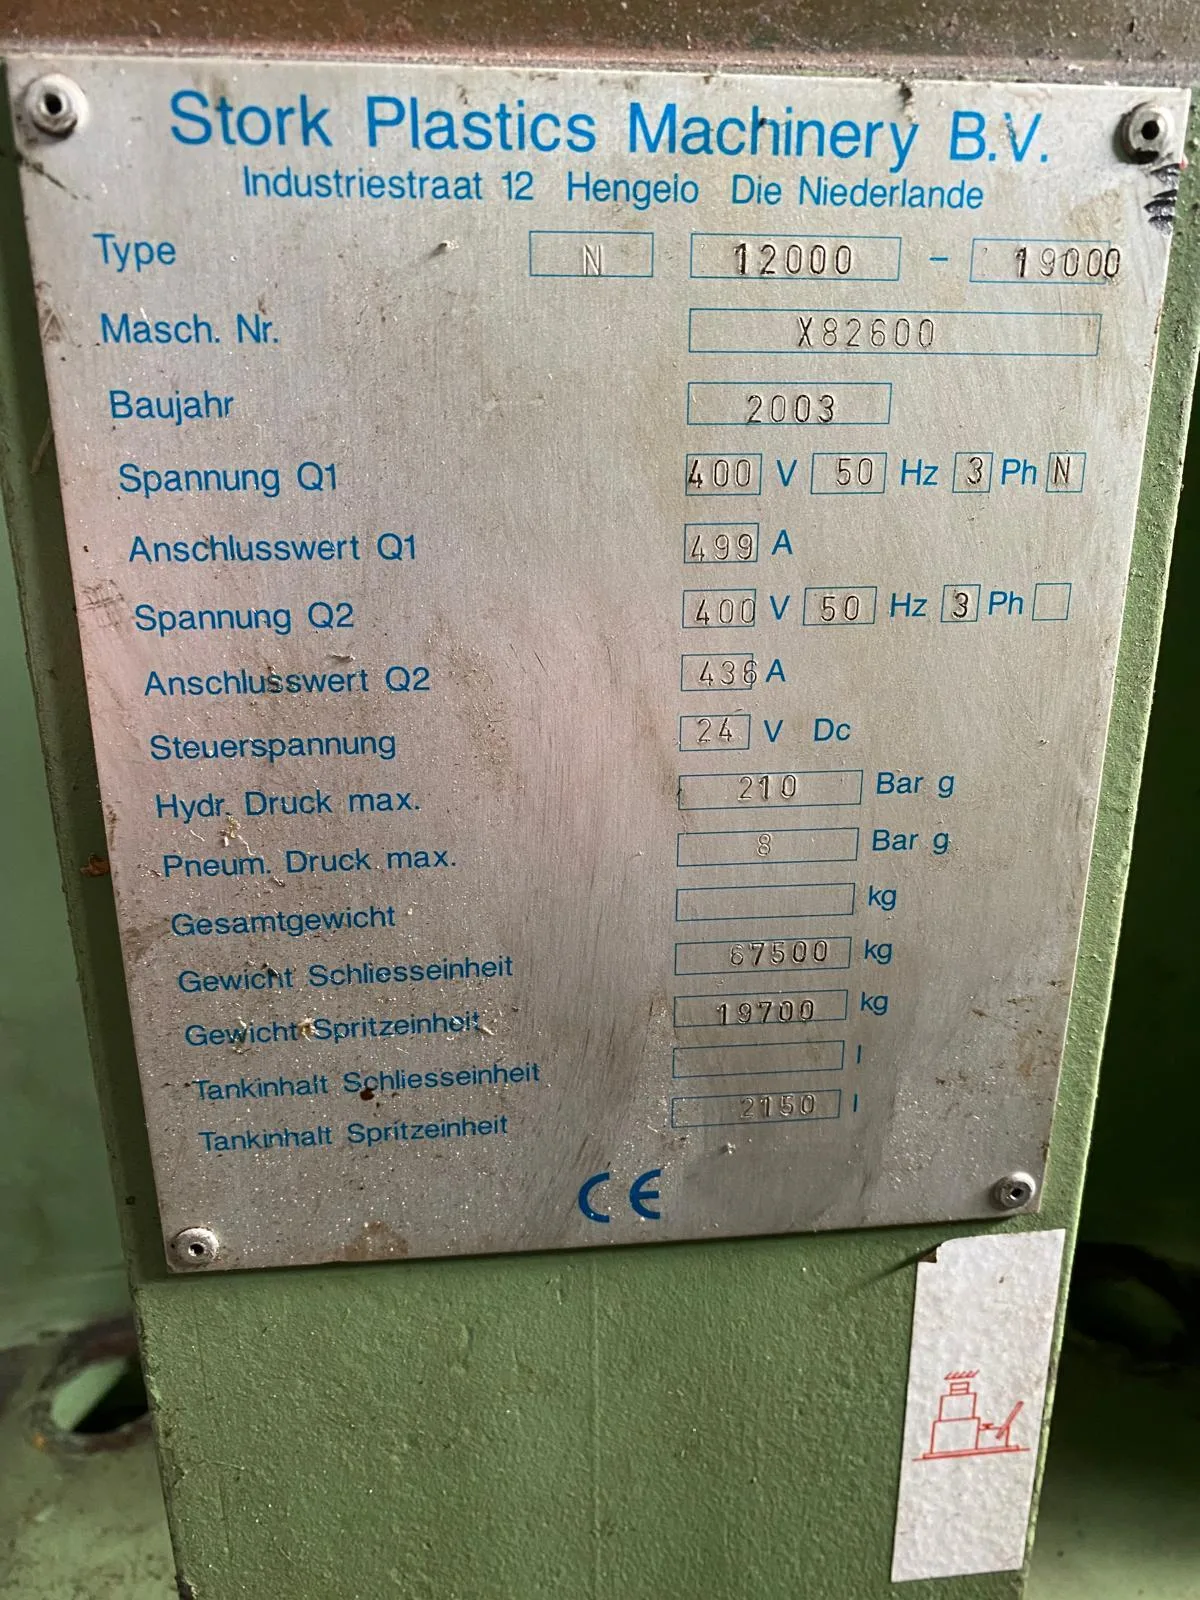 Stork Plastics Machinery B.V.
Industriestraat 12 Hengelo Die Niederlande
Type N 12000 - 19000
Masch. Nr. X82600
Baujahr 2003
Spannung Q1 400 V 50 Hz 3 Ph N
Anschlusswert Q1 499 A
Spannung Q2 400 V 50 Hz 3 Ph
Anschlusswert Q2 436 A
Steuerspannung 24 V Dc
Hydr. Druck max. 210 Bar g
Pneum. Druck max. 8 Bar g
Gesamtgewicht kg
Gewicht Schliesseinheit 67500 kg
Gewicht Spritzeinheit 19700 kg
Tankinhalt Schliesseinheit l
Tankinhalt Spritzeinheit 2150 l
CE